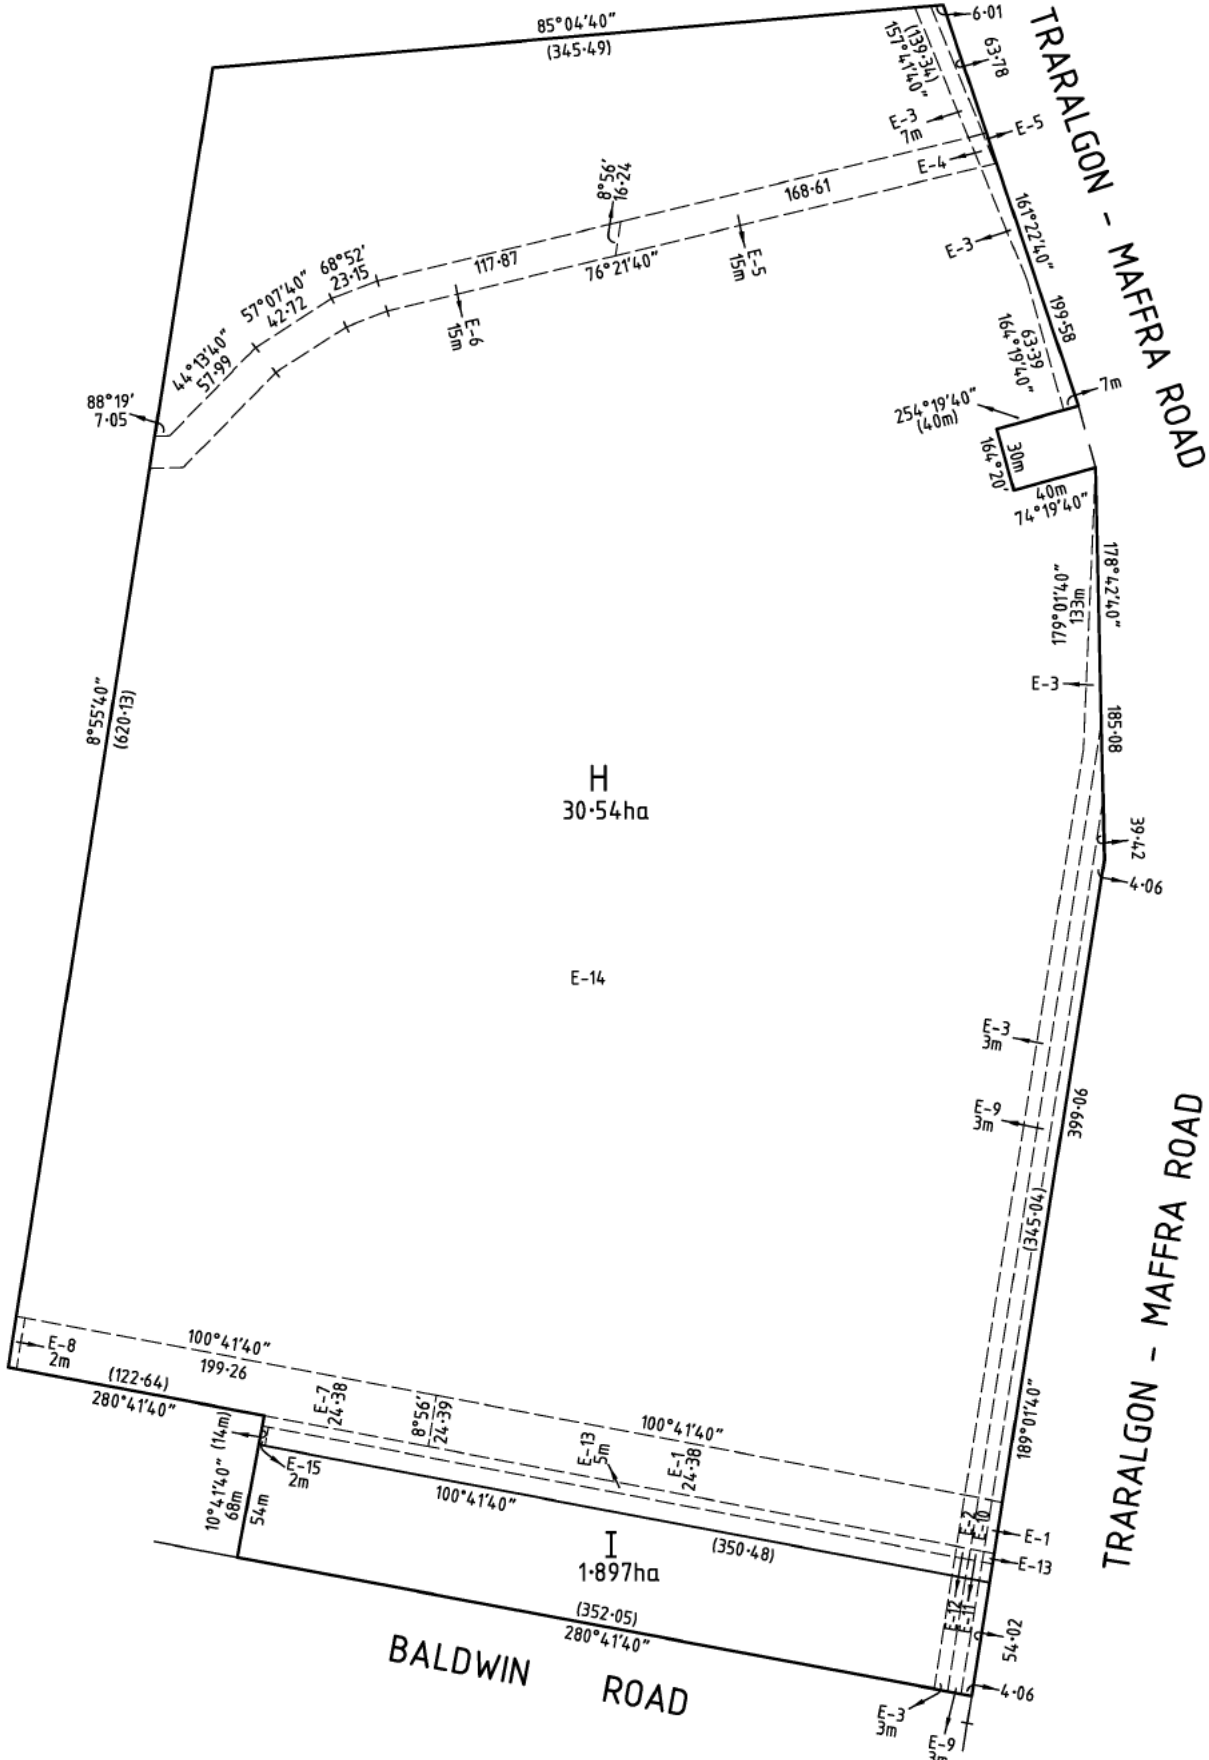 85°04'40"
(345·49)
6·01
63·78
(139·34)
157°41'40"
TRARALGON - MAFFRA ROAD
E-3
7m
E-5
E-4
8°56'
16·24
168·61
161°22'40"
E-3
E-5
15m
76°21'40"
117·87
68°52'
23·15
57°07'40"
42·72
E-6
15m
44°13'40"
57·99
199·58
63·39
164°19'40"
7m
88°19'
7·05
254°19'40"
(40m)
164°20'
30m
40m
74°19'40"
178°42'40"
179°01'40"
133m
E-3
8°55'40"
(620·13)
185·08
H
30·54ha
39·42
4·06
E-14
E-3
3m
E-9
3m
399·06
(345·04)
TRARALGON - MAFFRA ROAD
100°41'40"
199·26
E-8
2m
(122·64)
280°41'40"
E-7
24·38
8°56'
24·39
100°41'40"
189°01'40"
(14m)
E-13
5m
E-1
24·38
E-15
2m
10°41'40"
68m
54m
100°41'40"
E-2
E-10
E-1
E-13
(350·48)
I
1·897ha
E-12
E-11
54·02
(352·05)
280°41'40"
BALDWIN ROAD
4·06
E-3
3m
E-9
3m